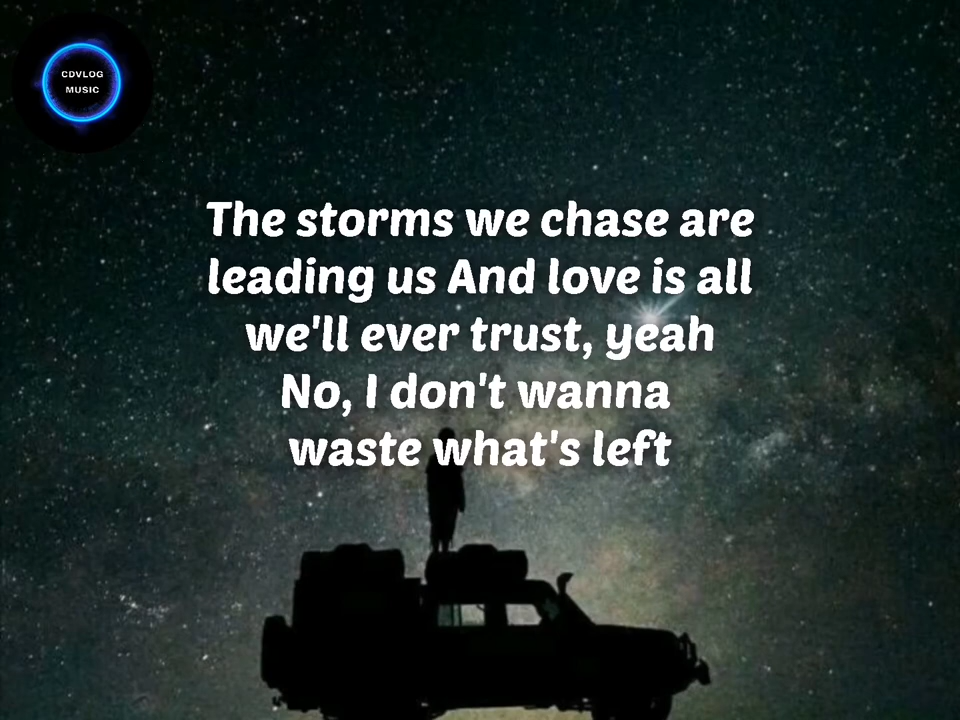 CDVLOG
MUSIC
The storms we chase are
leading us And love is all
we'll ever trust, yeah
No, I don't wanna
waste what's left